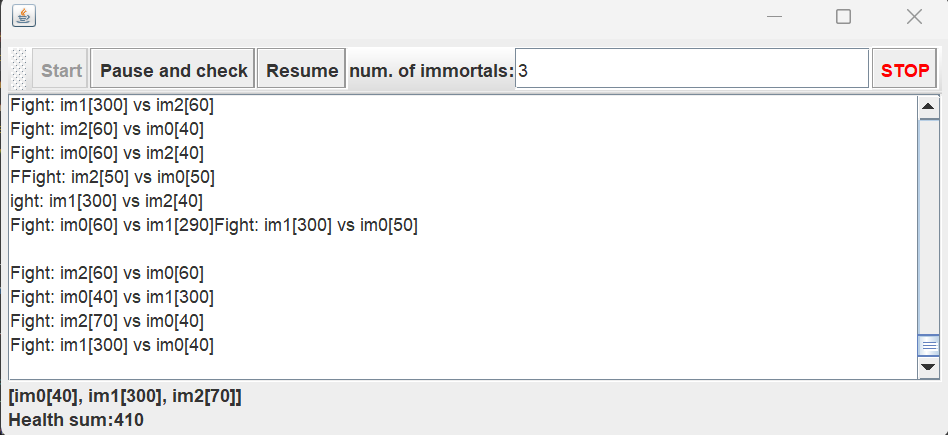 Start Pause and check Resume num. of immortals: 3 STOP
Fight: im1[300] vs im2[60]
Fight: im2[60] vs im0[40]
Fight: im0[60] vs im2[40]
FFight: im2[50] vs im0[50]
ight: im1[300] vs im2[40]
Fight: im0[60] vs im1[290]Fight: im1[300] vs im0[50]
Fight: im2[60] vs im0[60]
Fight: im0[40] vs im1[300]
Fight: im2[70] vs im0[40]
Fight: im1[300] vs im0[40]
[im0[40], im1[300], im2[70]]
Health sum:410